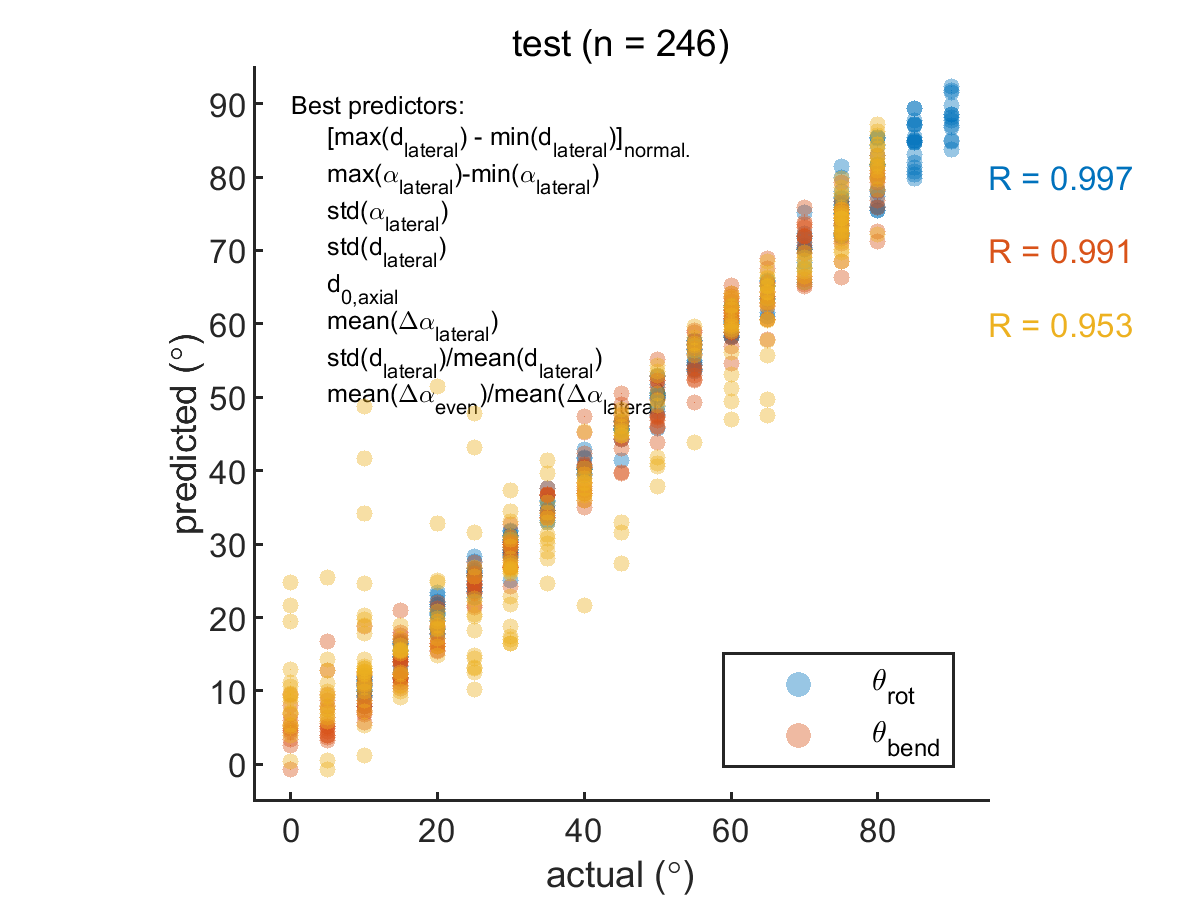 test (n = 246)
Best predictors:
[max(d_lateral) - min(d_lateral)]_normal.
max(α_lateral)-min(α_lateral)
std(α_lateral)
std(d_lateral)
d_0,axial
mean(Δα_lateral)
std(d_lateral)/mean(d_lateral)
mean(Δα_even)/mean(Δα_lateral
R = 0.997
R = 0.991
R = 0.953
90
80
70
60
50
40
30
20
10
0
predicted (°)
θ_rot
θ_bend
0 20 40 60 80
actual (°)